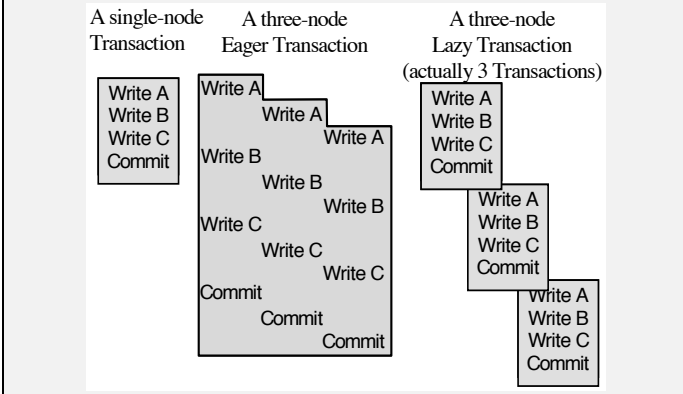 A single-node
Transaction
Write A
Write B
Write C
Commit
A three-node
Eager Transaction
Write A
Write A
Write A
Write B
Write B
Write B
Write C
Write C
Write C
Commit
Commit
Commit
A three-node
Lazy Transaction
(actually 3 Transactions)
Write A
Write B
Write C
Commit
Write A
Write B
Write C
Commit
Write A
Write B
Write C
Commit